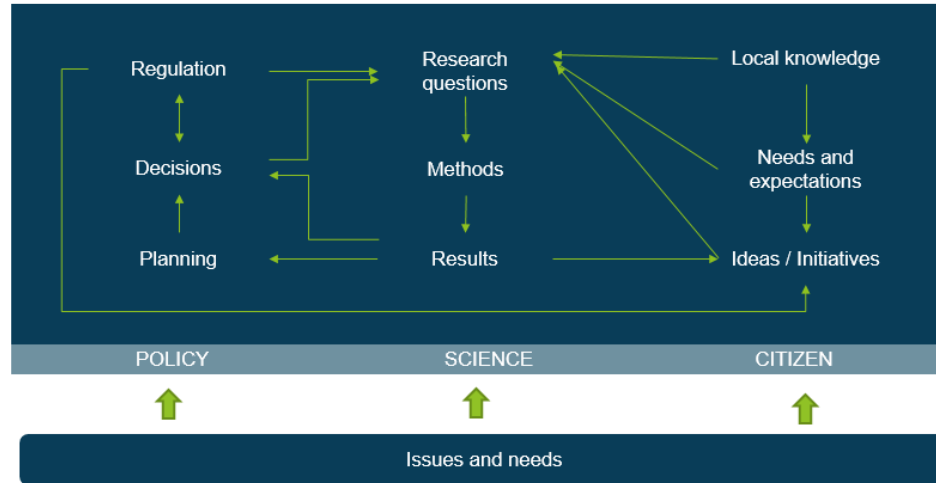 Regulation
Research
questions
Local knowledge
Decisions
Methods
Needs and
expectations
Planning
Results
Ideas / Initiatives
POLICY
SCIENCE
CITIZEN
Issues and needs